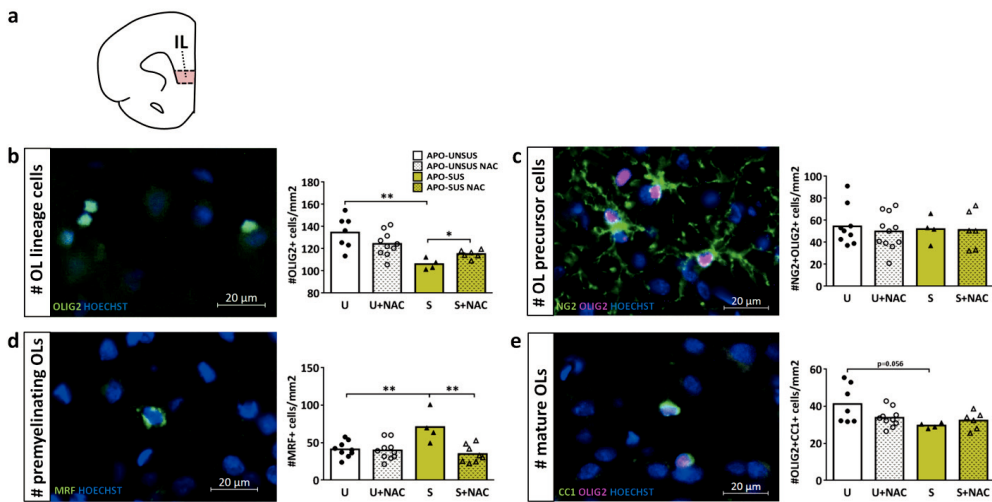 a
IL
b
# OL lineage cells
OLIG2 HOECHST
20 µm
APO-UNSUS
APO-UNSUS NAC
APO-SUS
APO-SUS NAC
#OLIG2+ cells/mm2
180
160
140
120
100
80
**
*
U U+NAC S S+NAC
c
# OL precursor cells
NG2 OLIG2 HOECHST
20 µm
#NG2+OLIG2+ cells/mm2
100
80
60
40
20
0
U U+NAC S S+NAC
d
# premyelinating OLs
MRF HOECHST
20 µm
#MRF+ cells/mm2
150
100
50
0
** **
U U+NAC S S+NAC
e
# mature OLs
CC1 OLIG2 HOECHST
20 µm
#OLIG2+CC1+ cells/mm2
60
40
20
0
p=0.056
U U+NAC S S+NAC